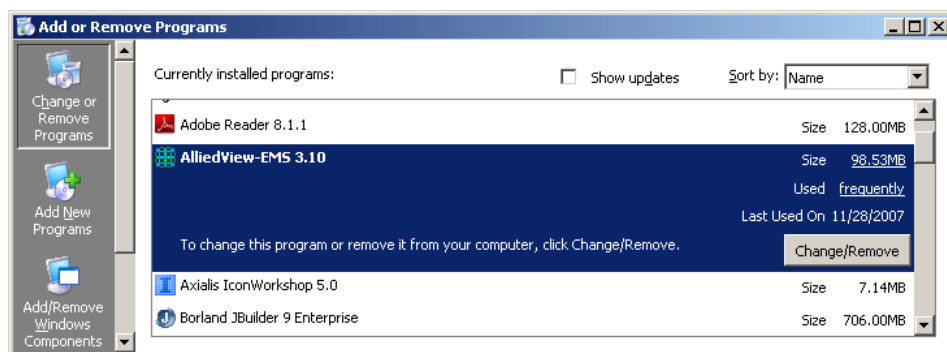 Add or Remove Programs
Change or
Remove
Programs
Add New
Programs
Add/Remove
Windows
Components
Currently installed programs:
Show updates
Sort by: Name
Adobe Reader 8.1.1 Size 128.00MB
AlliedView-EMS 3.10 Size 98.53MB
Used frequently
Last Used On 11/28/2007
To change this program or remove it from your computer, click Change/Remove.
Change/Remove
Axialis IconWorkshop 5.0 Size 7.14MB
Borland JBuilder 9 Enterprise Size 706.00MB